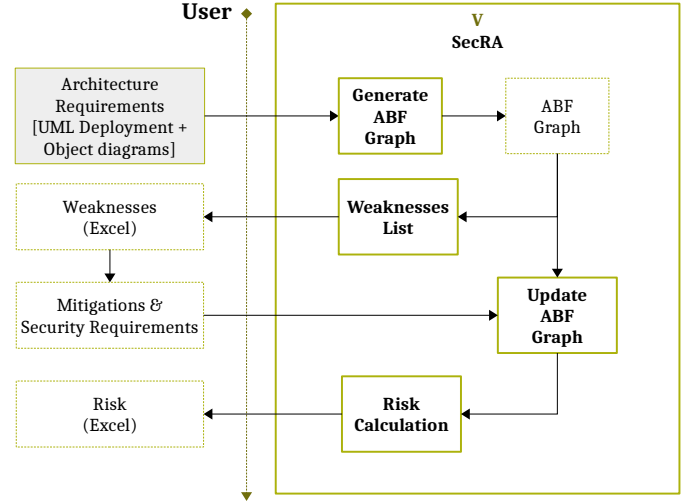 User
V
SecRA
Architecture
Requirements
[UML Deployment +
Object diagrams]
Generate
ABF
Graph
ABF
Graph
Weaknesses
(Excel)
Weaknesses
List
Mitigations &
Security Requirements
Update
ABF
Graph
Risk
(Excel)
Risk
Calculation